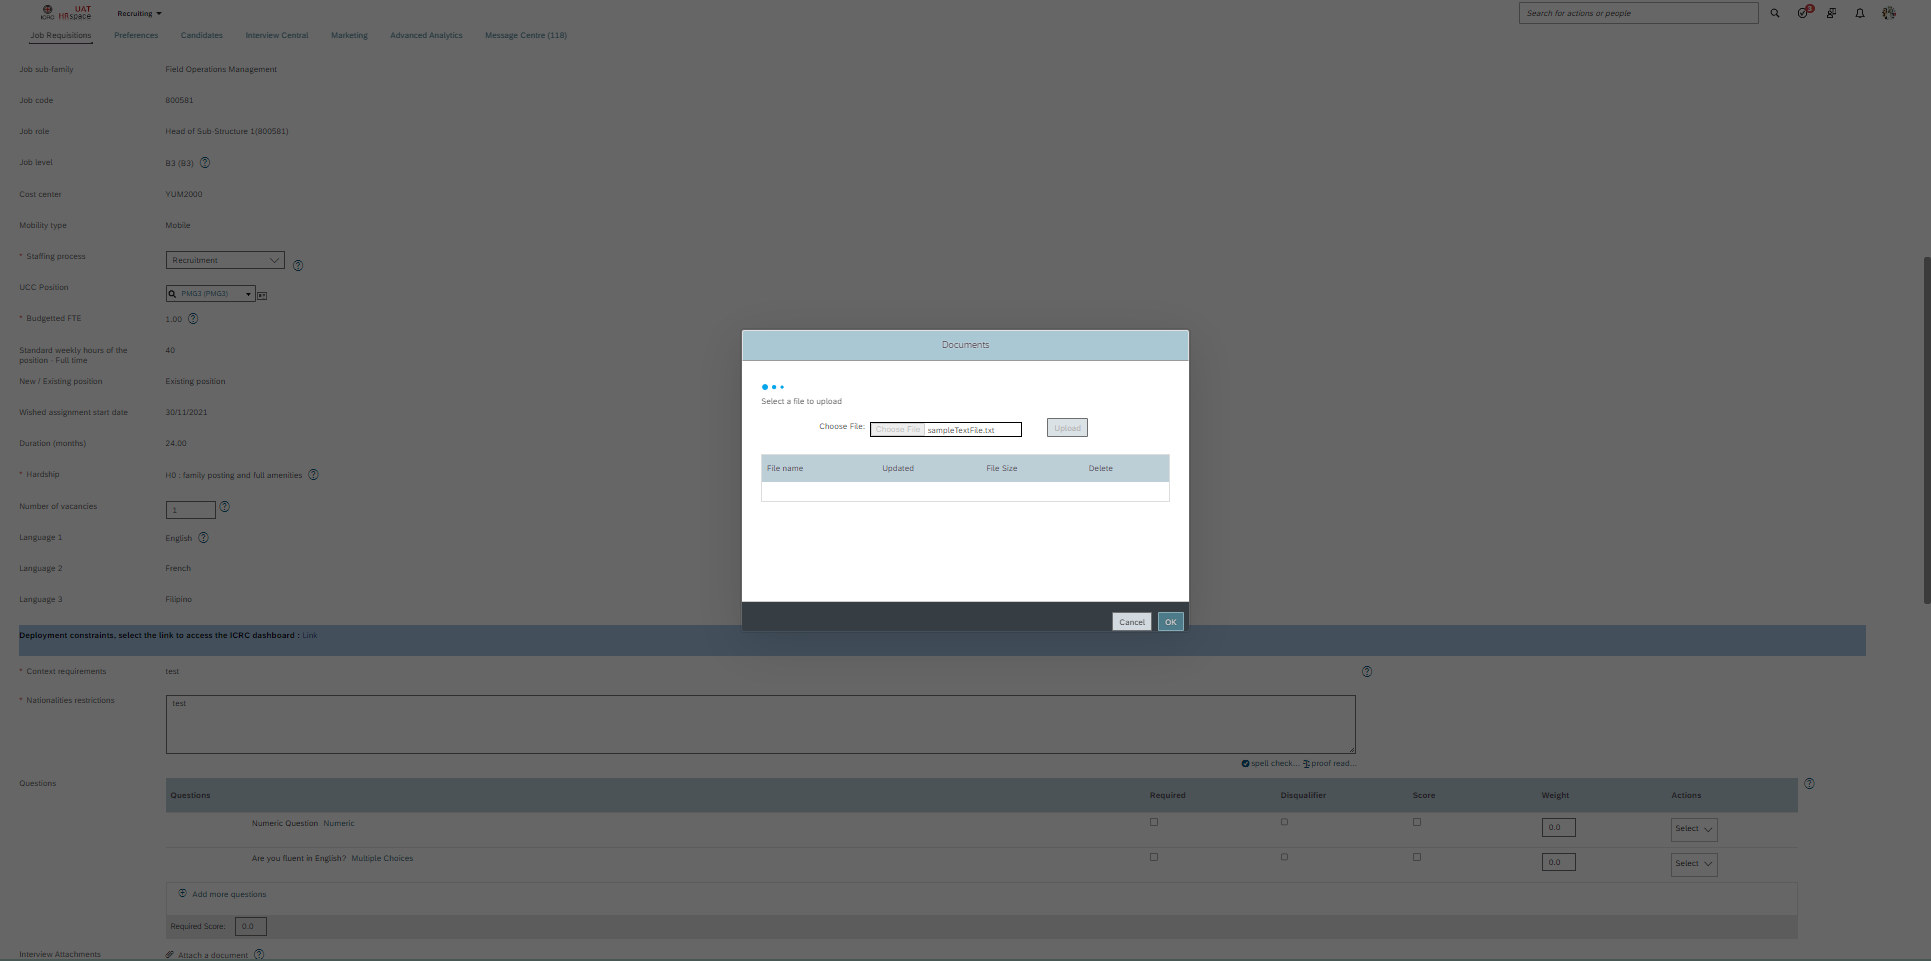 ICRC UAT HRspace
Recruiting
Search for actions or people
3
Job Requisitions Preferences Candidates Interview Central Marketing Advanced Analytics Message Centre (118)
Job sub-family Field Operations Management
Job code 800581
Job role Head of Sub-Structure 1(800581)
Job level B3 (B3) ?
Cost center YUM2000
Mobility type Mobile
* Staffing process Recruitment ?
UCC Position PMG3 (PMG3)
* Budgetted FTE 1.00 ?
Standard weekly hours of the
position - Full time 40
New / Existing position Existing position
Wished assignment start date 30/11/2021
Duration (months) 24.00
* Hardship H0 : family posting and full amenities ?
Number of vacancies 1 ?
Language 1 English ?
Language 2 French
Language 3 Filipino
Deployment constraints, select the link to access the ICRC dashboard : Link
* Context requirements test ?
* Nationalities restrictions test
spell check... proof read...
Questions ?
Questions Required Disqualifier Score Weight Actions
Numeric Question Numeric 0.0 Select
Are you fluent in English? Multiple Choices 0.0 Select
Add more questions
Required Score: 0.0
Interview Attachments Attach a document ?
Documents
Select a file to upload
Choose File: Choose File sampleTextFile.txt Upload
File name Updated File Size Delete
Cancel OK